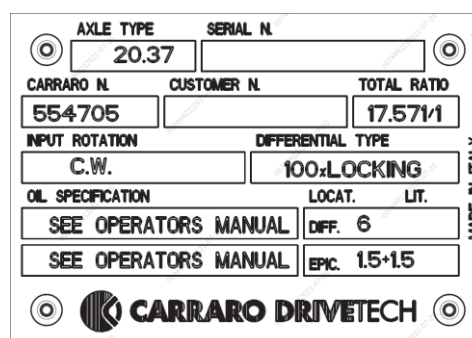 AXLE TYPE SERIAL N.
20.37
CARRARO N. CUSTOMER N. TOTAL RATIO
554705 17.571/1
INPUT ROTATION DIFFERENTIAL TYPE
C.W. 100%LOCKING
OIL SPECIFICATION LOCAT. LIT.
SEE OPERATORS MANUAL DIFF. 6
SEE OPERATORS MANUAL EPIC. 1.5+1.5
CARRARO DRIVETECH